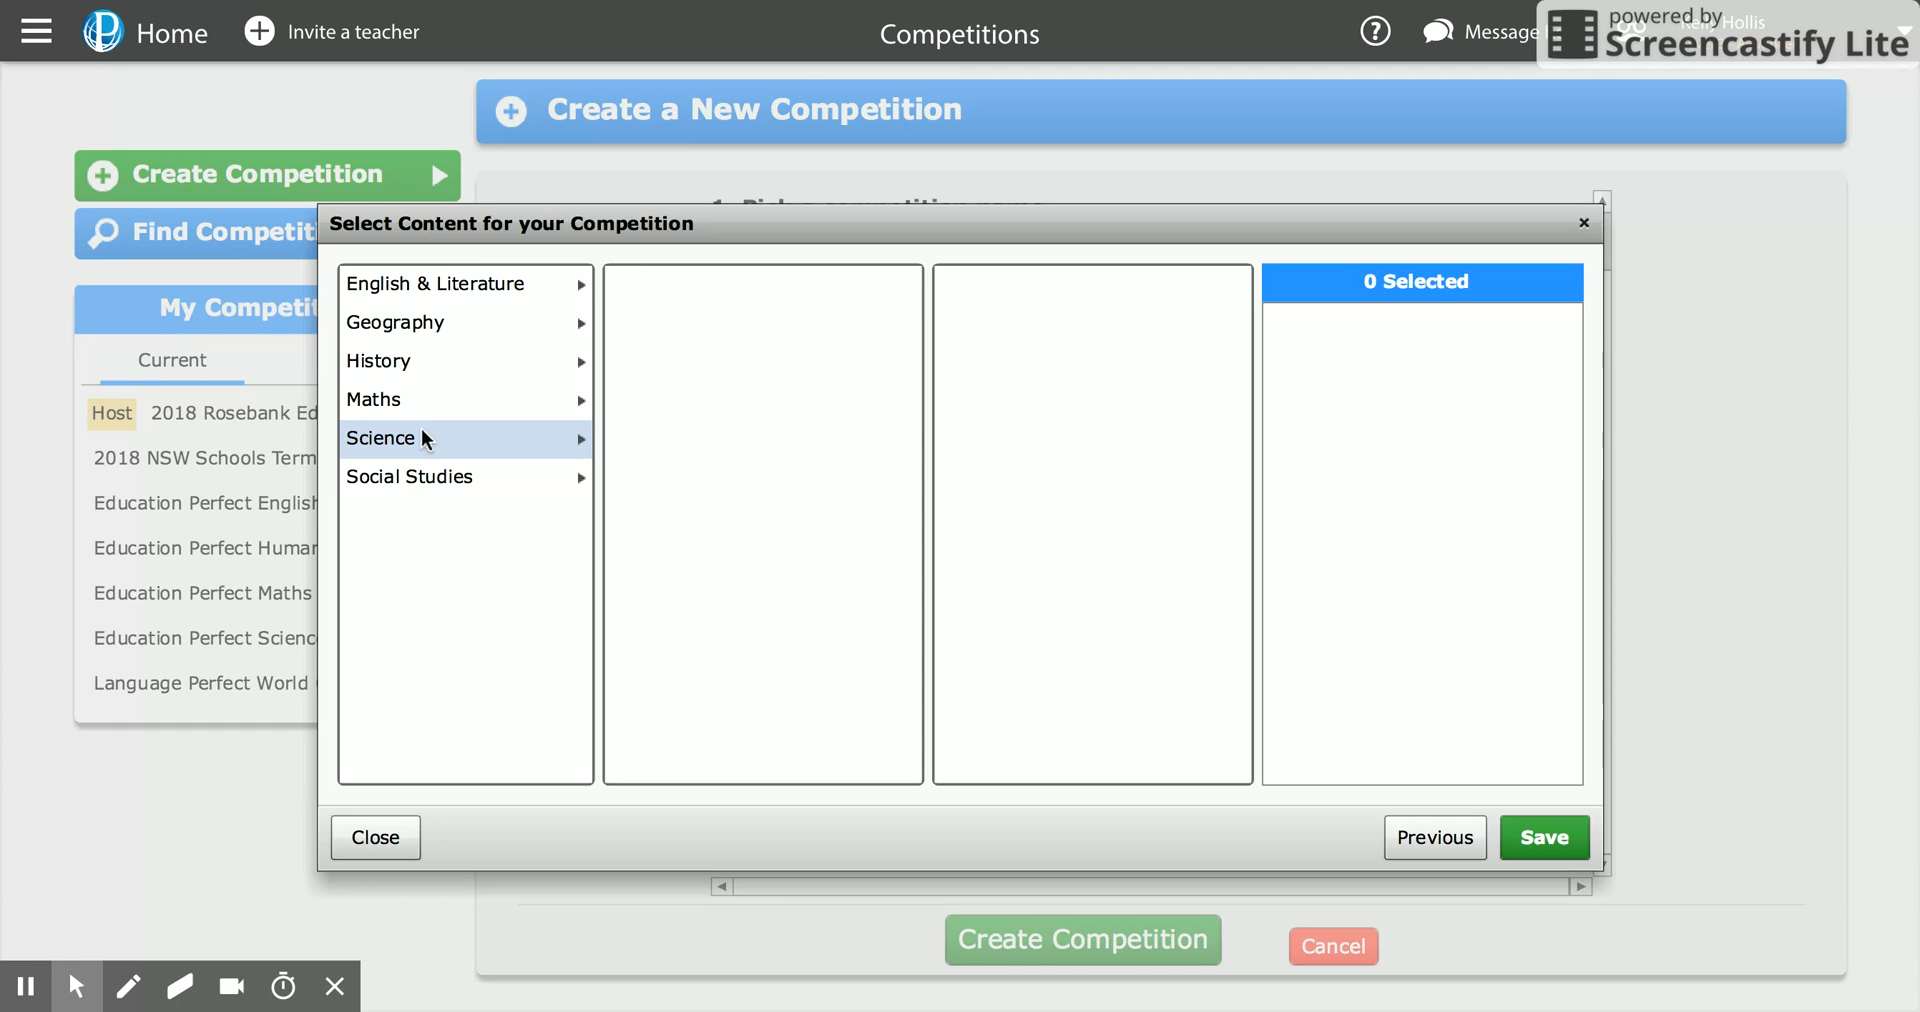 Home
Invite a teacher
Competitions
Message
powered by
Hollis
Screencastify Lite
Create a New Competition
Create Competition
Find Competiti
Select Content for your Competition
My Competit
Current
Host 2018 Rosebank Ed
2018 NSW Schools Term
Education Perfect English
Education Perfect Human
Education Perfect Maths
Education Perfect Scienc
Language Perfect World
English & Literature
Geography
History
Maths
Science
Social Studies
0 Selected
Close
Previous
Save
Create Competition
Cancel